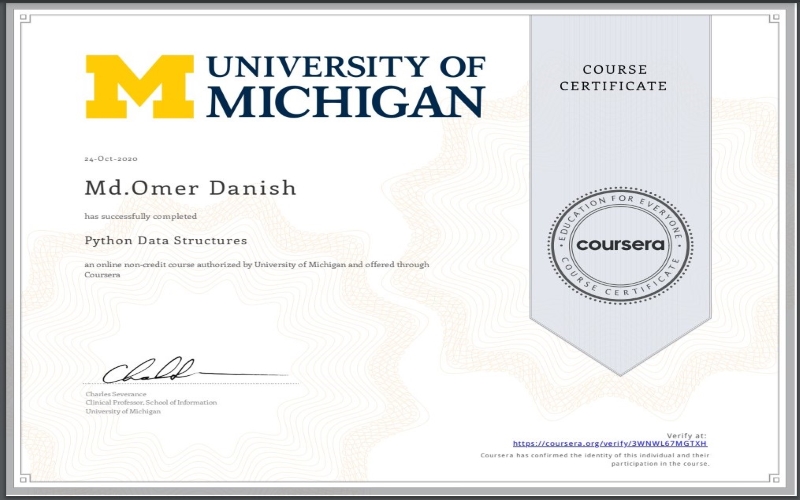 UNIVERSITY OF
MICHIGAN
COURSE
CERTIFICATE
24-Oct-2020
Md.Omer Danish
has successfully completed
Python Data Structures
an online non-credit course authorized by University of Michigan and offered through
Coursera
EDUCATION FOR EVERYONE
coursera
COURSE CERTIFICATE
Charles Severance
Clinical Professor, School of Information
University of Michigan
Verify at:
https://coursera.org/verify/3WNWL67MGTXH
Coursera has confirmed the identity of this individual and their
participation in the course.